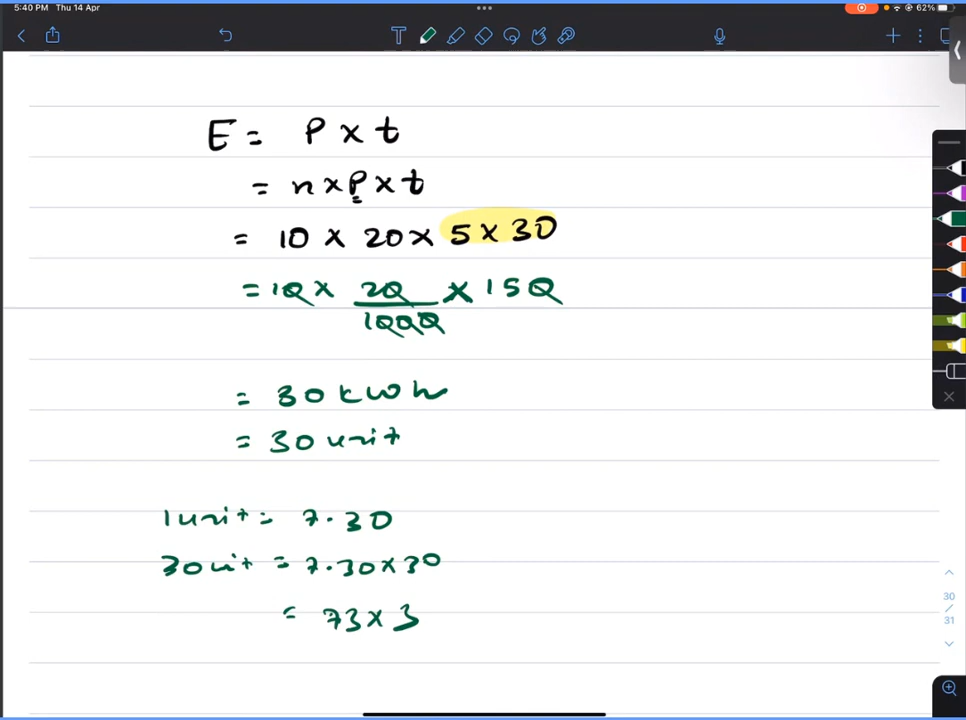 5:40 PM Thu 14 Apr
62%
E = P × t
= n × P × t
= 10 × 20 × 5 × 30
= 10 × 20/1000 × 150
= 30 kwh
= 30 unit
1 unit = 7.30
30 uit = 7.30 × 30
= 73 × 3
30
/
31